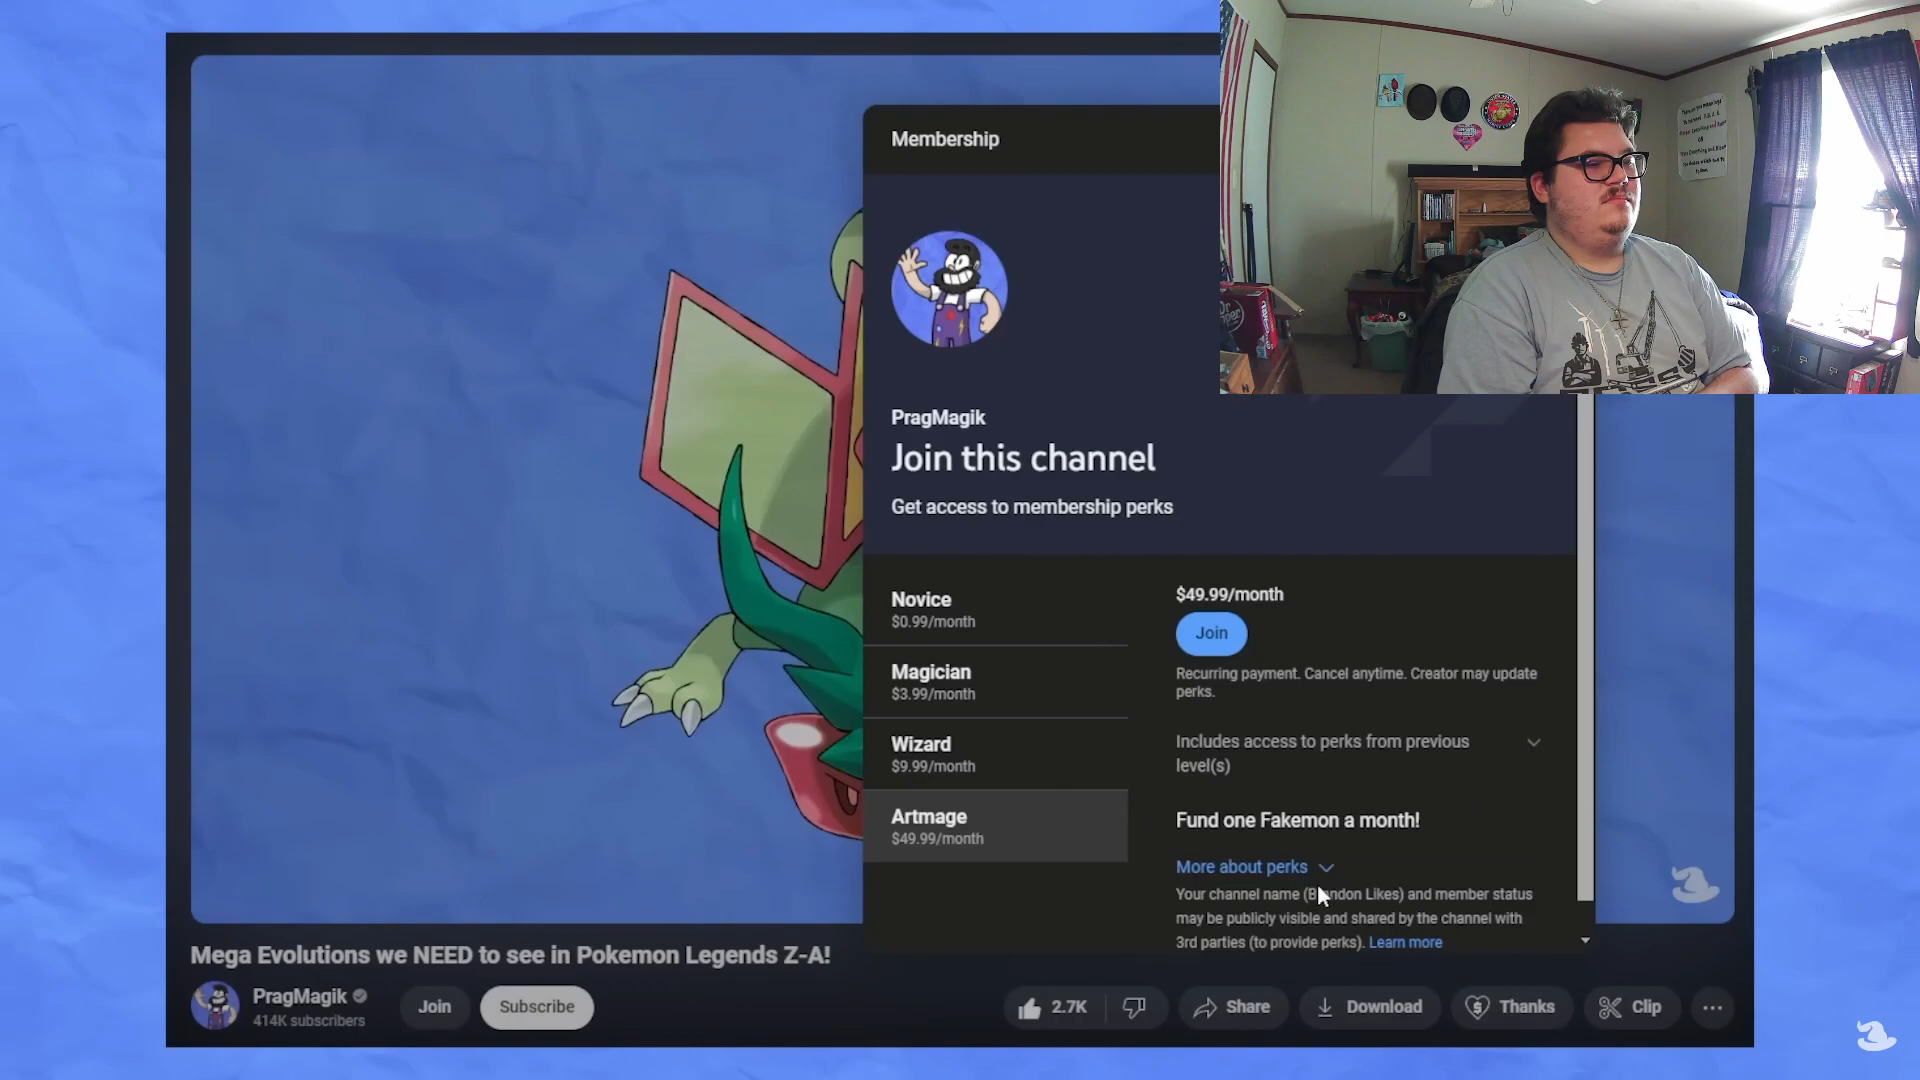 Membership
PragMagik
Join this channel
Get access to membership perks
Novice
$0.99/month
Magician
$3.99/month
Wizard
$9.99/month
Artmage
$49.99/month
$49.99/month
Join
Recurring payment. Cancel anytime. Creator may update
perks.
Includes access to perks from previous
level(s)
Fund one Fakemon a month!
More about perks
Your channel name (Brandon Likes) and member status
may be publicly visible and shared by the channel with
3rd parties (to provide perks). Learn more
Mega Evolutions we NEED to see in Pokemon Legends Z-A!
PragMagik
414K subscribers
Join
Subscribe
2.7K
Share
Download
Thanks
Clip